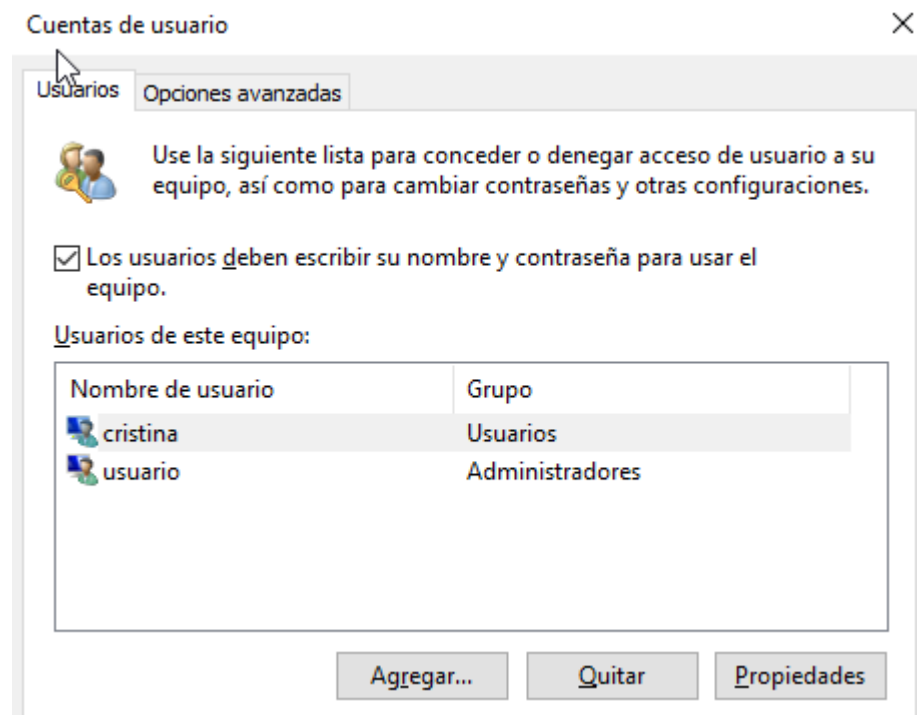 Cuentas de usuario
Usuarios
Opciones avanzadas
Use la siguiente lista para conceder o denegar acceso de usuario a su
equipo, así como para cambiar contraseñas y otras configuraciones.
Los usuarios deben escribir su nombre y contraseña para usar el
equipo.
Usuarios de este equipo:
Nombre de usuario Grupo
cristina Usuarios
usuario Administradores
Agregar... Quitar Propiedades